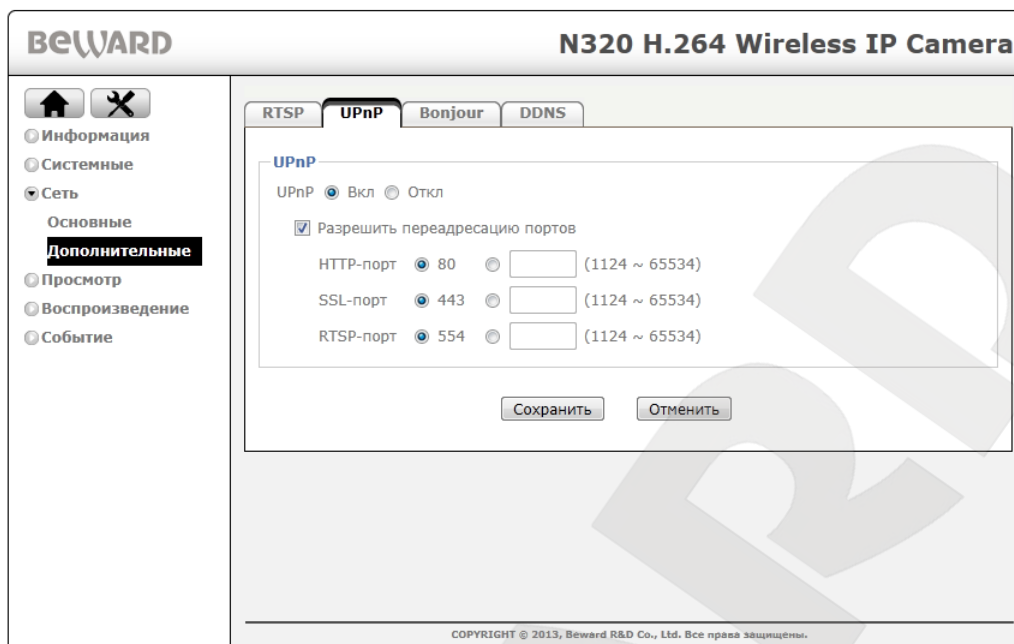 BEWARD
N320 H.264 Wireless IP Camera
Информация
Системные
Сеть
Основные
Дополнительные
Просмотр
Воспроизведение
Событие
RTSP UPnP Bonjour DDNS
UPnP
UPnP Вкл Откл
Разрешить переадресацию портов
HTTP-порт 80 (1124 ~ 65534)
SSL-порт 443 (1124 ~ 65534)
RTSP-порт 554 (1124 ~ 65534)
Сохранить Отменить
COPYRIGHT © 2013, Beward R&D Co., Ltd. Все права защищены.